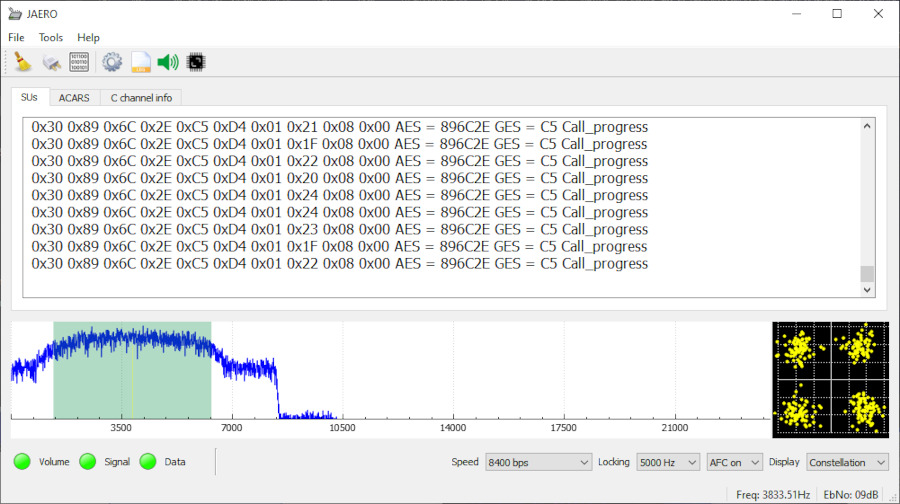 JAERO
File Tools Help
SUs ACARS C channel info
0x30 0x89 0x6C 0x2E 0xC5 0xD4 0x01 0x21 0x08 0x00 AES = 896C2E GES = C5 Call_progress
0x30 0x89 0x6C 0x2E 0xC5 0xD4 0x01 0x1F 0x08 0x00 AES = 896C2E GES = C5 Call_progress
0x30 0x89 0x6C 0x2E 0xC5 0xD4 0x01 0x22 0x08 0x00 AES = 896C2E GES = C5 Call_progress
0x30 0x89 0x6C 0x2E 0xC5 0xD4 0x01 0x20 0x08 0x00 AES = 896C2E GES = C5 Call_progress
0x30 0x89 0x6C 0x2E 0xC5 0xD4 0x01 0x24 0x08 0x00 AES = 896C2E GES = C5 Call_progress
0x30 0x89 0x6C 0x2E 0xC5 0xD4 0x01 0x24 0x08 0x00 AES = 896C2E GES = C5 Call_progress
0x30 0x89 0x6C 0x2E 0xC5 0xD4 0x01 0x23 0x08 0x00 AES = 896C2E GES = C5 Call_progress
0x30 0x89 0x6C 0x2E 0xC5 0xD4 0x01 0x1F 0x08 0x00 AES = 896C2E GES = C5 Call_progress
0x30 0x89 0x6C 0x2E 0xC5 0xD4 0x01 0x22 0x08 0x00 AES = 896C2E GES = C5 Call_progress
3500 7000 10500 14000 17500 21000
Volume Signal Data Speed 8400 bps Locking 5000 Hz AFC on Display Constellation
Freq: 3833.51Hz EbNo: 09dB